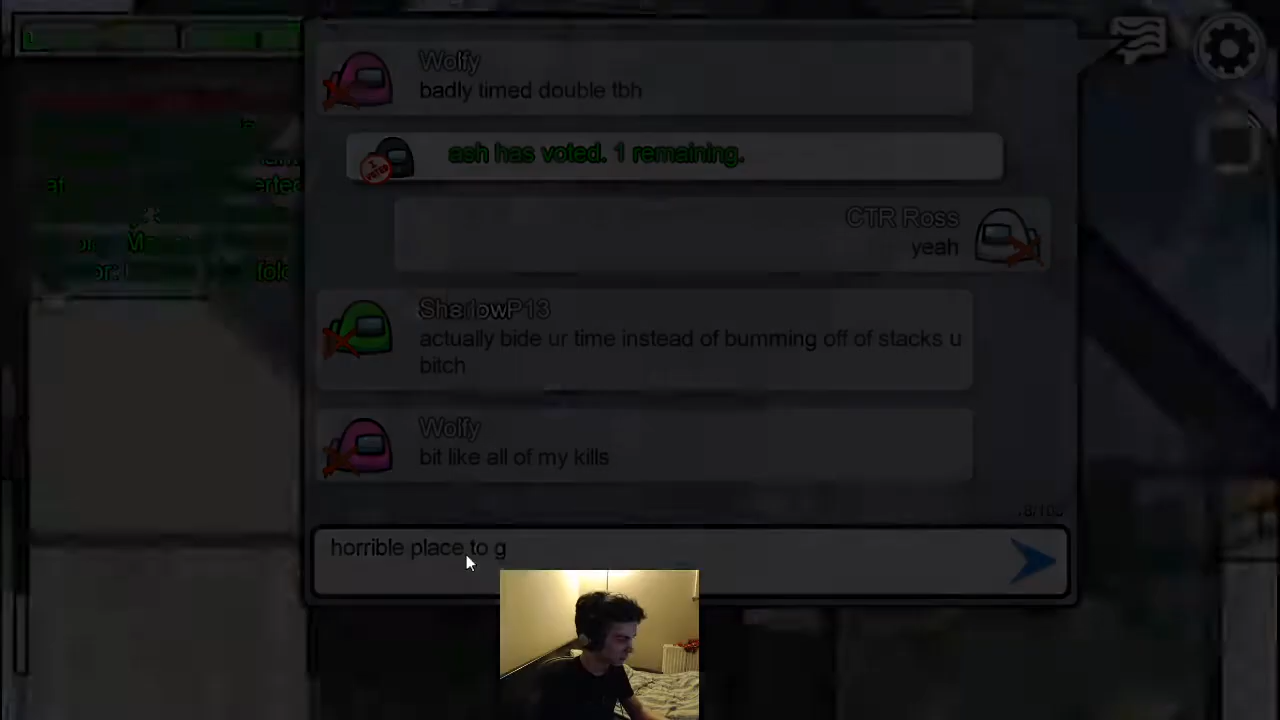 Wolfy
badly timed double tbh
ash has voted. 1 remaining.
CTR Ross
yeah
actually bide ur time instead of bumming off of stacks u
bitch
Wolfy
bit like all of my kills
horrible place to g